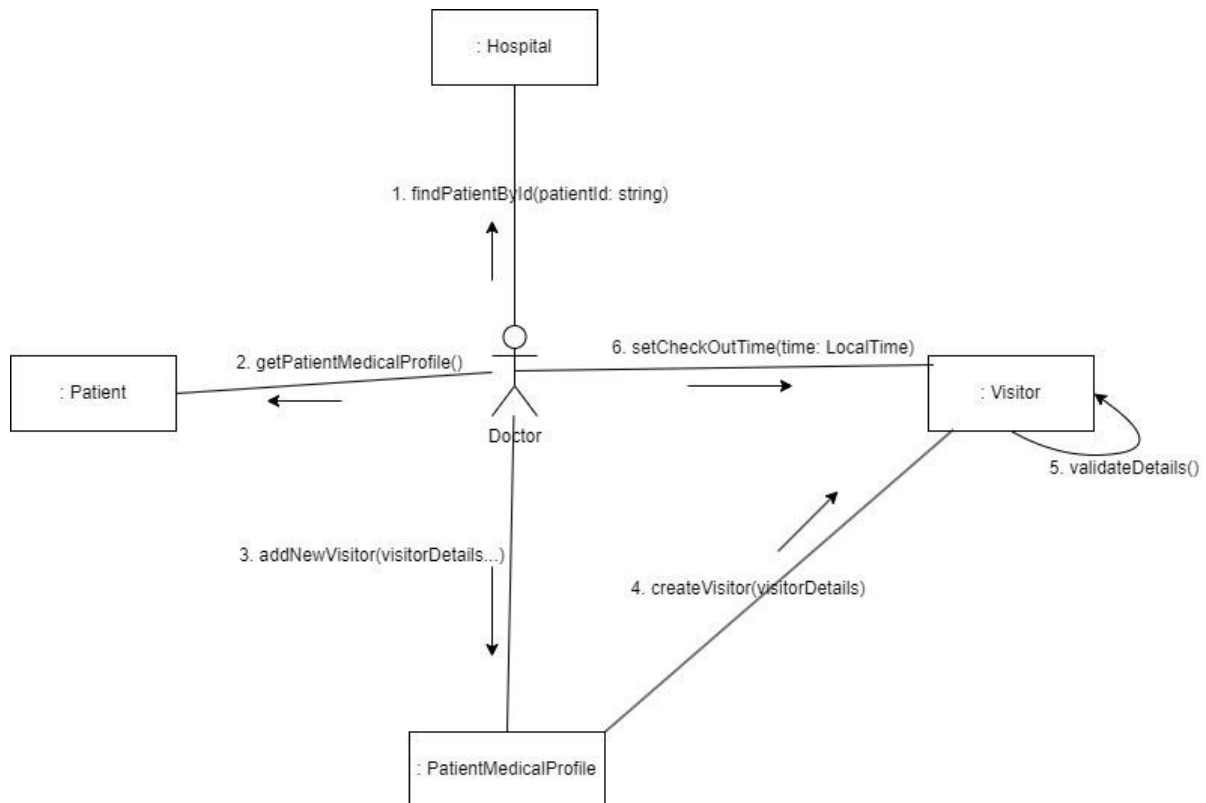 : Hospital
1. findPatientById(patientId: string)
6. setCheckOutTime(time: LocalTime)
2. getPatientMedicalProfile()
: Patient
: Visitor
Doctor
5. validateDetails()
3. addNewVisitor(visitorDetails...)
4. createVisitor(visitorDetails)
: PatientMedicalProfile